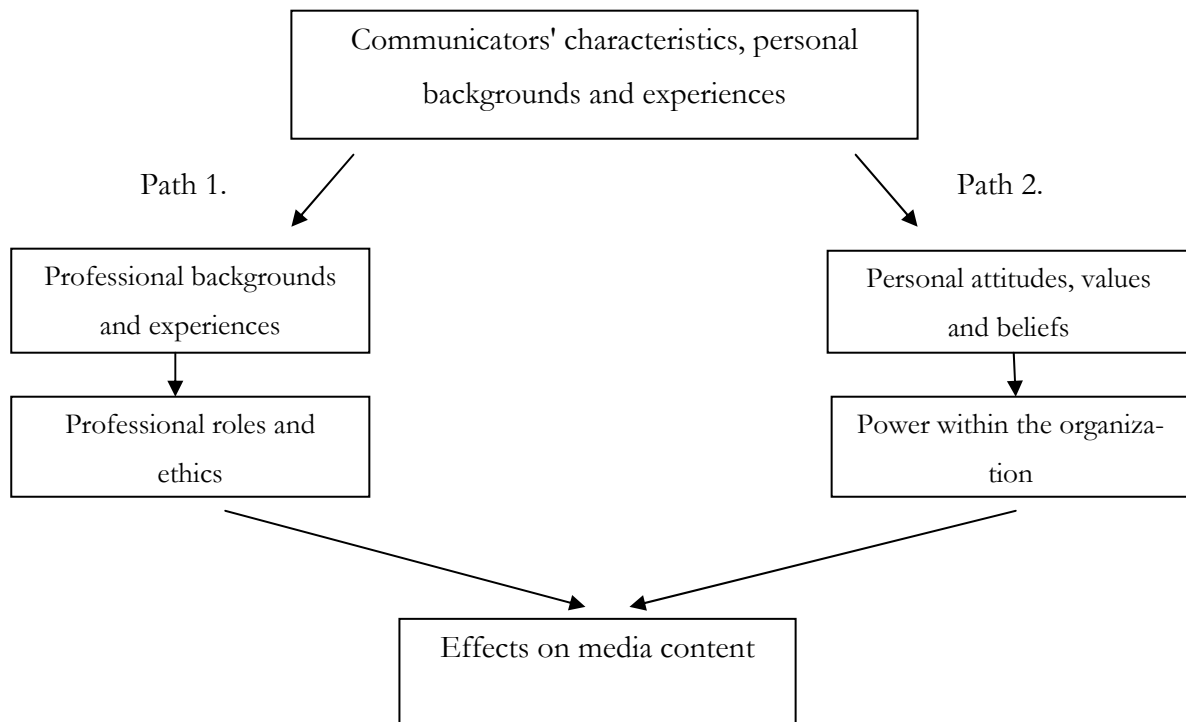 Communicators' characteristics, personal
backgrounds and experiences
Path 1.
Path 2.
Professional backgrounds
and experiences
Personal attitudes, values
and beliefs
Professional roles and
ethics
Power within the organiza-
tion
Effects on media content